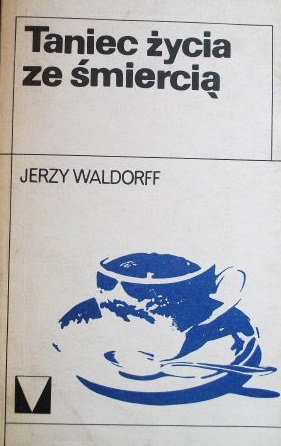 Taniec życia
ze śmiercią
JERZY WALDORFF